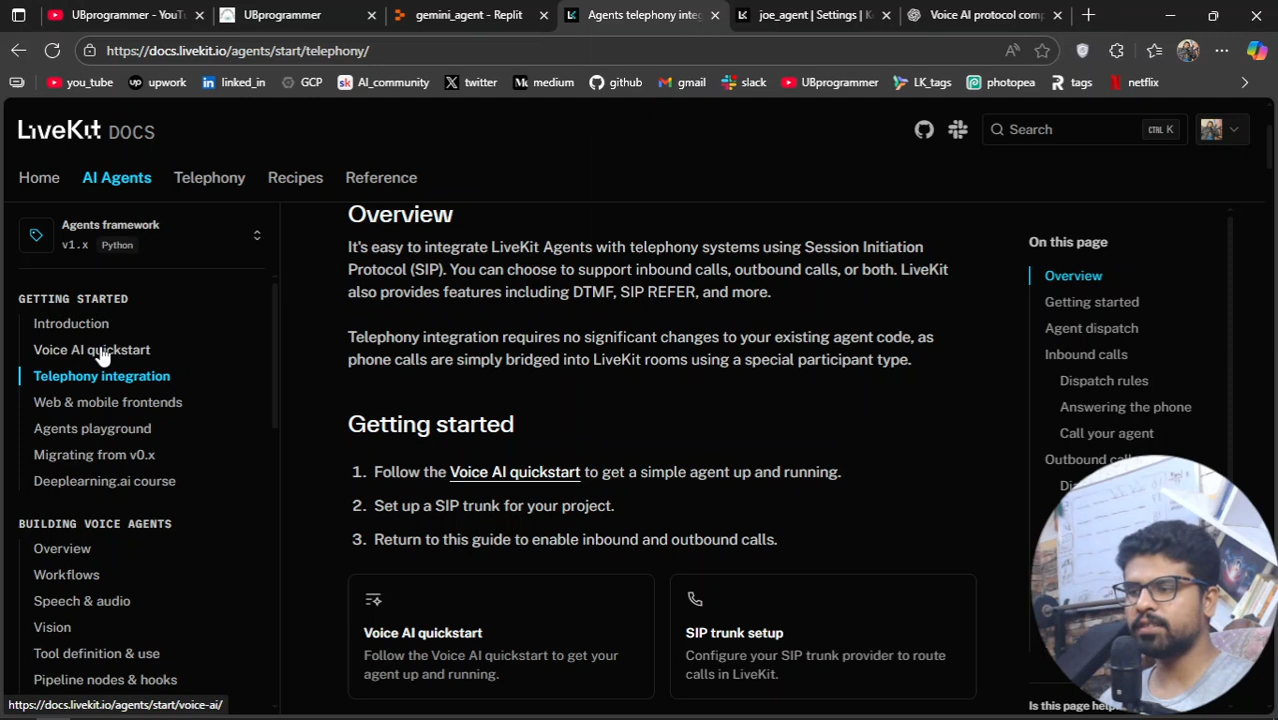 UBprogrammer - YouTu
UBprogrammer
gemini_agent - Replit
Agents telephony integ
joe_agent | Settings | K
Voice AI protocol comp
https://docs.livekit.io/agents/start/telephony/
you_tube
upwork
linked_in
GCP
AI_community
twitter
medium
github
gmail
slack
UBprogrammer
LK_tags
photopea
tags
netflix
LiveKit DOCS
Search
CTRL K
Home
AI Agents
Telephony
Recipes
Reference
Agents framework
v1.x Python
GETTING STARTED
Introduction
Voice AI quickstart
Telephony integration
Web & mobile frontends
Agents playground
Migrating from v0.x
Deeplearning.ai course
BUILDING VOICE AGENTS
Overview
Workflows
Speech & audio
Vision
Tool definition & use
Pipeline nodes & hooks
https://docs.livekit.io/agents/start/voice-ai/
Overview
It's easy to integrate LiveKit Agents with telephony systems using Session Initiation
Protocol (SIP). You can choose to support inbound calls, outbound calls, or both. LiveKit
also provides features including DTMF, SIP REFER, and more.
Telephony integration requires no significant changes to your existing agent code, as
phone calls are simply bridged into LiveKit rooms using a special participant type.
Getting started
1. Follow the Voice AI quickstart to get a simple agent up and running.
2. Set up a SIP trunk for your project.
3. Return to this guide to enable inbound and outbound calls.
Voice AI quickstart
Follow the Voice AI quickstart to get your
agent up and running.
SIP trunk setup
Configure your SIP trunk provider to route
calls in LiveKit.
On this page
Overview
Getting started
Agent dispatch
Inbound calls
Dispatch rules
Answering the phone
Call your agent
Outbound calls
Di
Is this page help